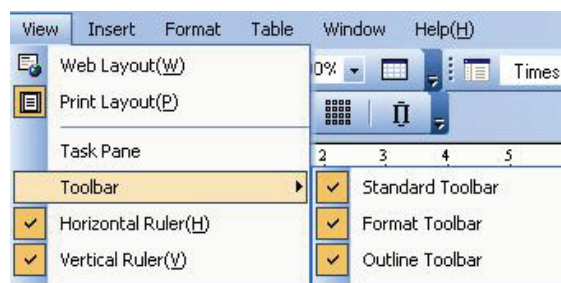 View Insert Format Table Window Help(H)
Web Layout(W) 0% Times
Print Layout(P)
Task Pane 2 3 4 5
Toolbar Standard Toolbar
Horizontal Ruler(H) Format Toolbar
Vertical Ruler(V) Outline Toolbar